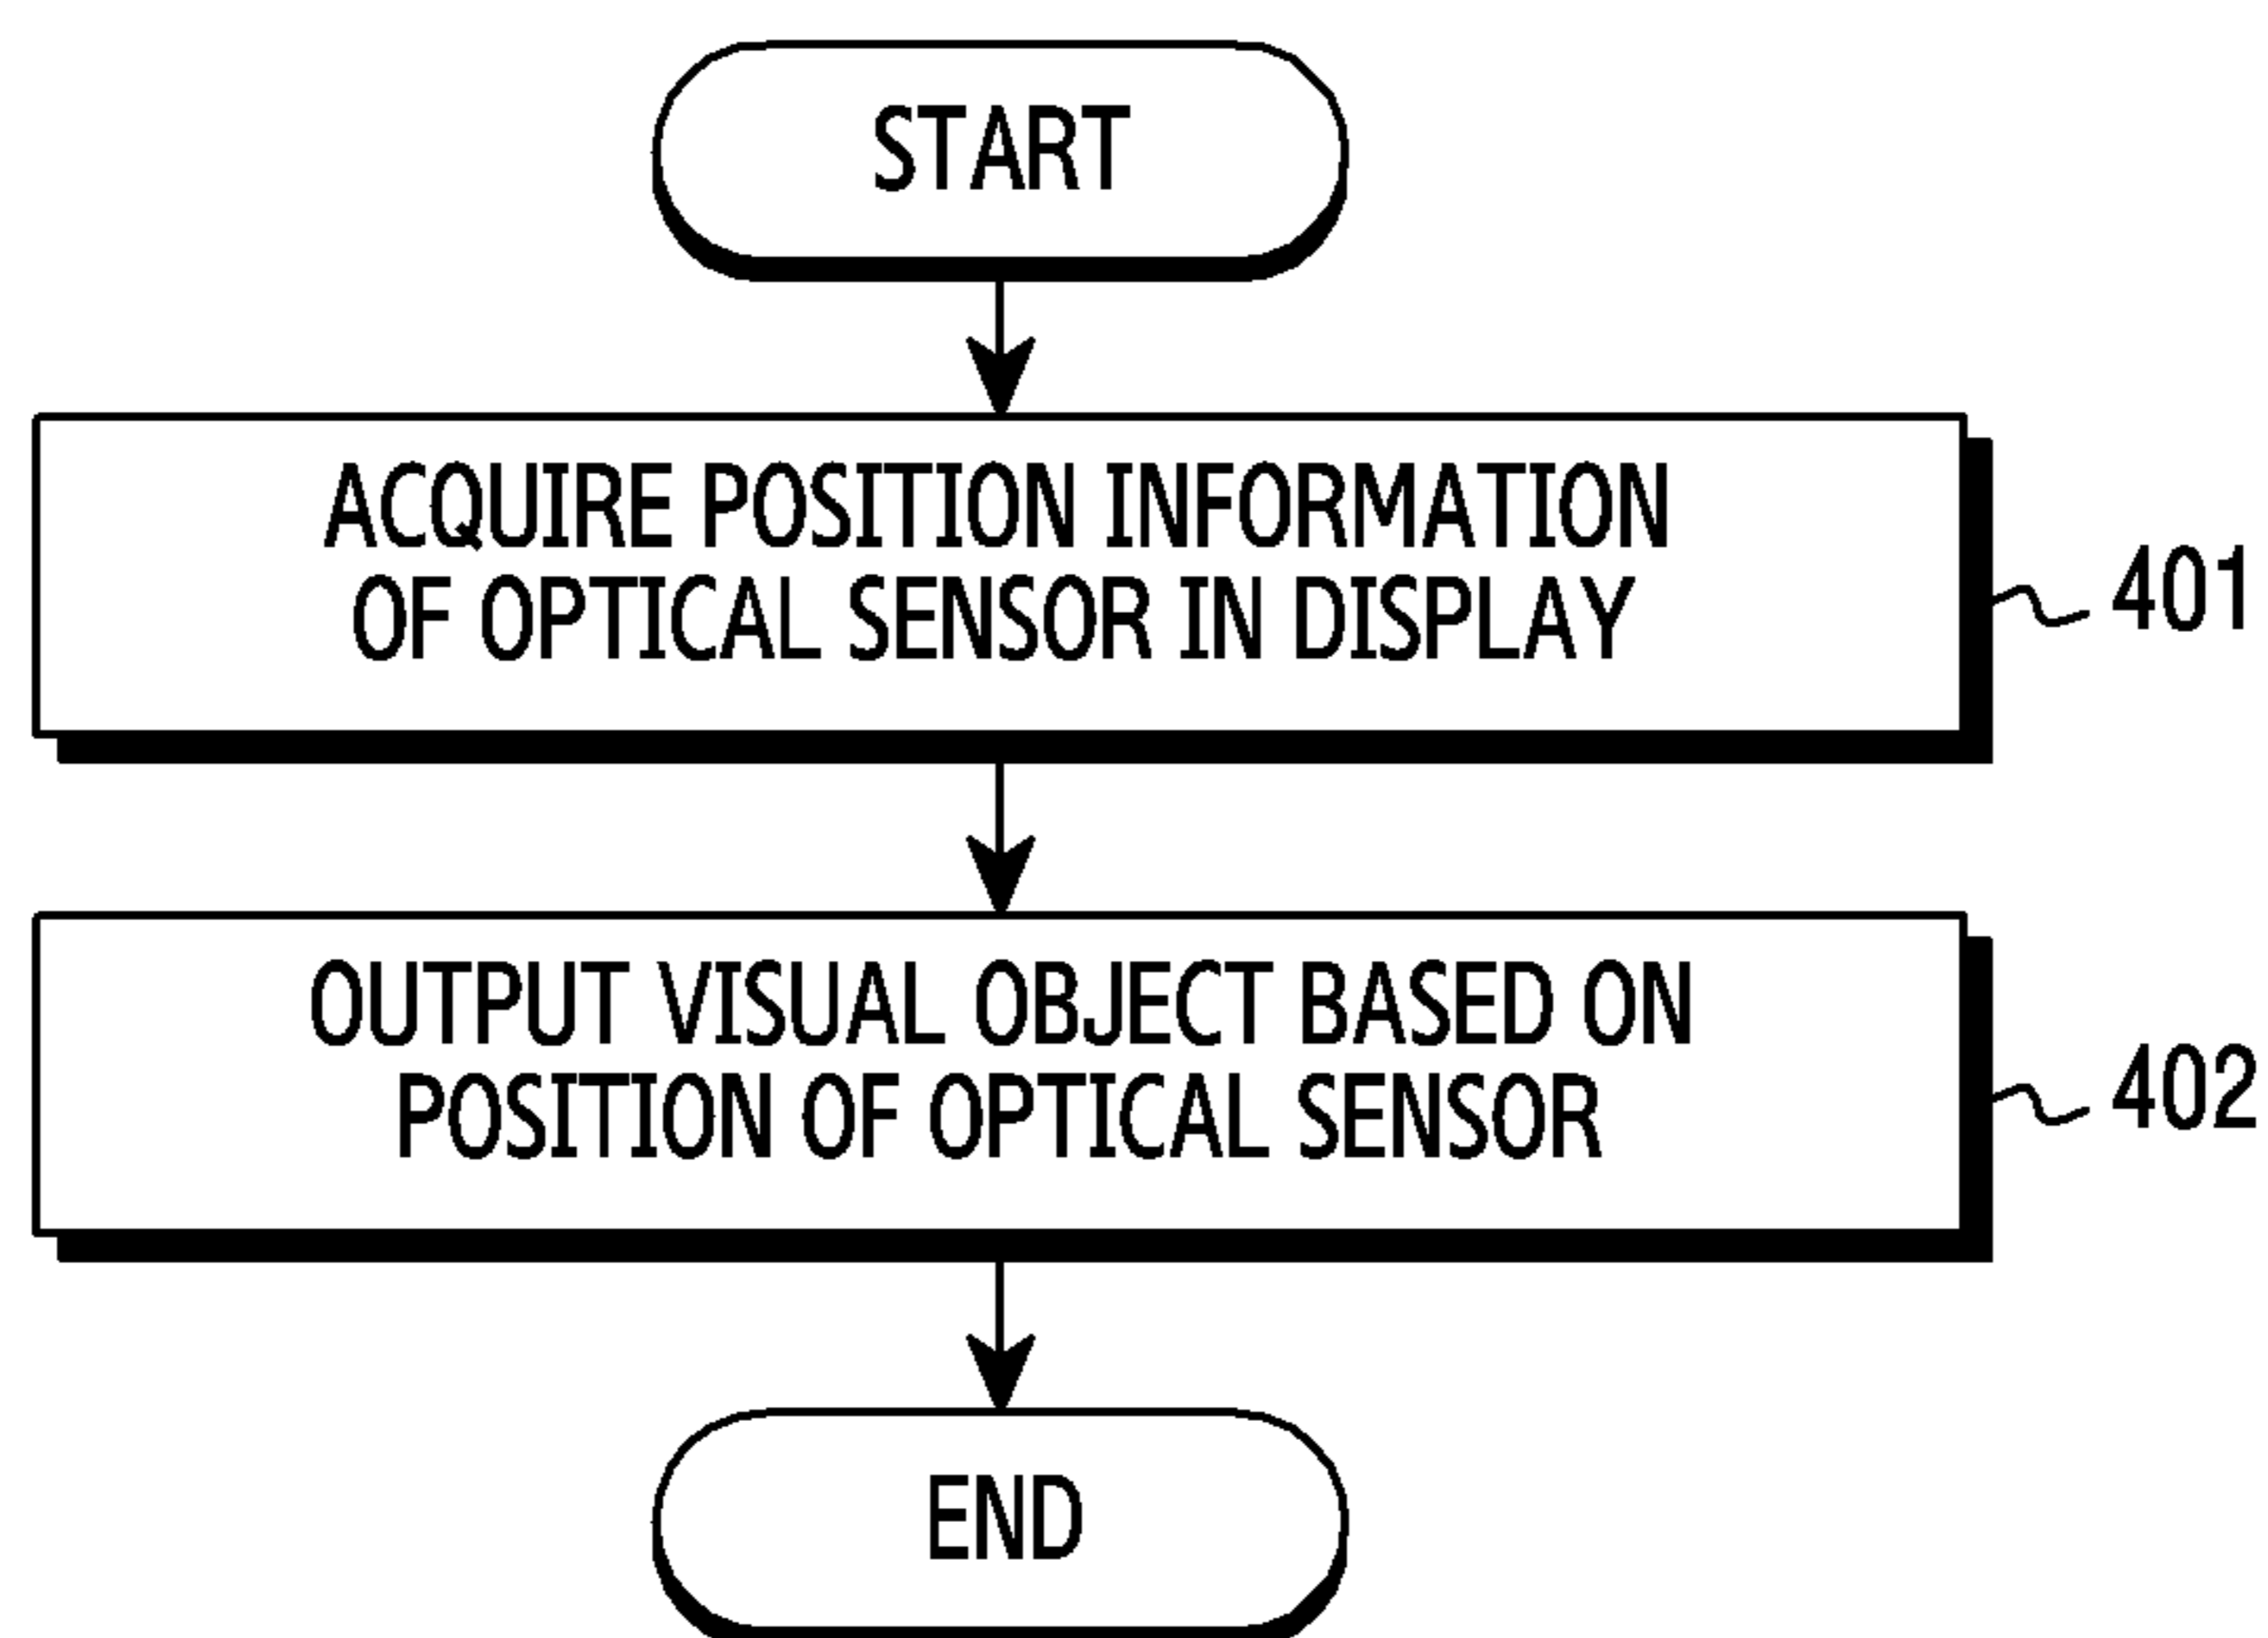 START
ACQUIRE POSITION INFORMATION
OF OPTICAL SENSOR IN DISPLAY
401
OUTPUT VISUAL OBJECT BASED ON
POSITION OF OPTICAL SENSOR
402
END